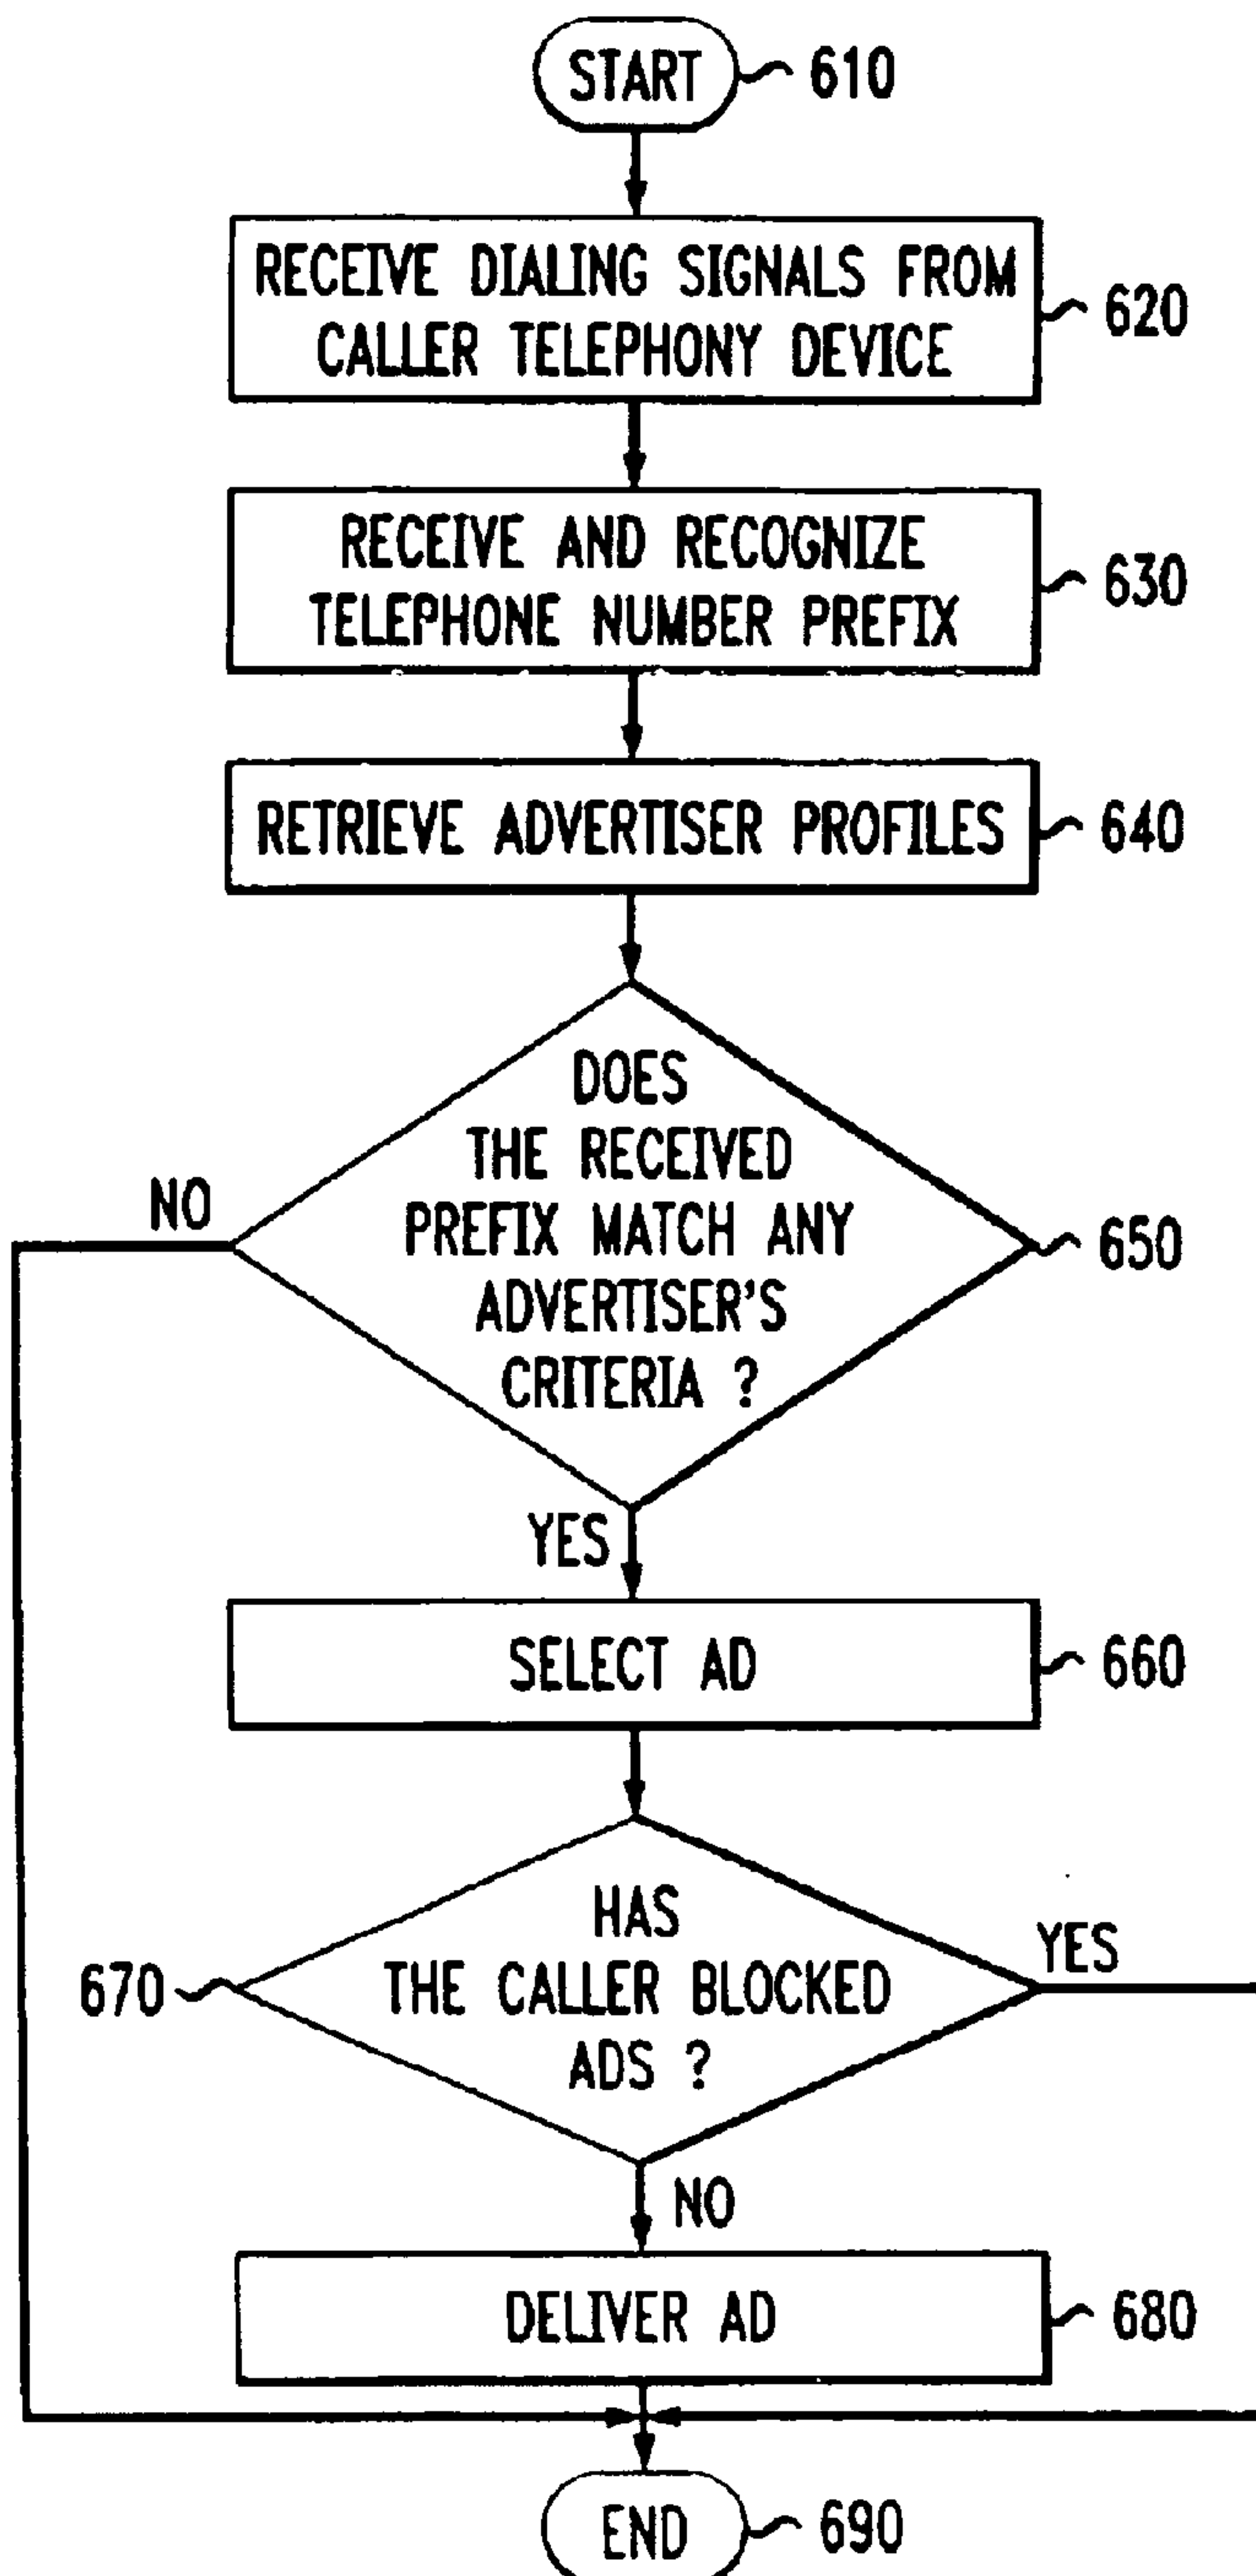 START
610
RECEIVE DIALING SIGNALS FROM
CALLER TELEPHONY DEVICE
620
RECEIVE AND RECOGNIZE
TELEPHONE NUMBER PREFIX
630
RETRIEVE ADVERTISER PROFILES
640
DOES
THE RECEIVED
PREFIX MATCH ANY
ADVERTISER'S
CRITERIA ?
NO
650
YES
SELECT AD
660
HAS
THE CALLER BLOCKED
ADS ?
670
YES
NO
DELIVER AD
680
END
690